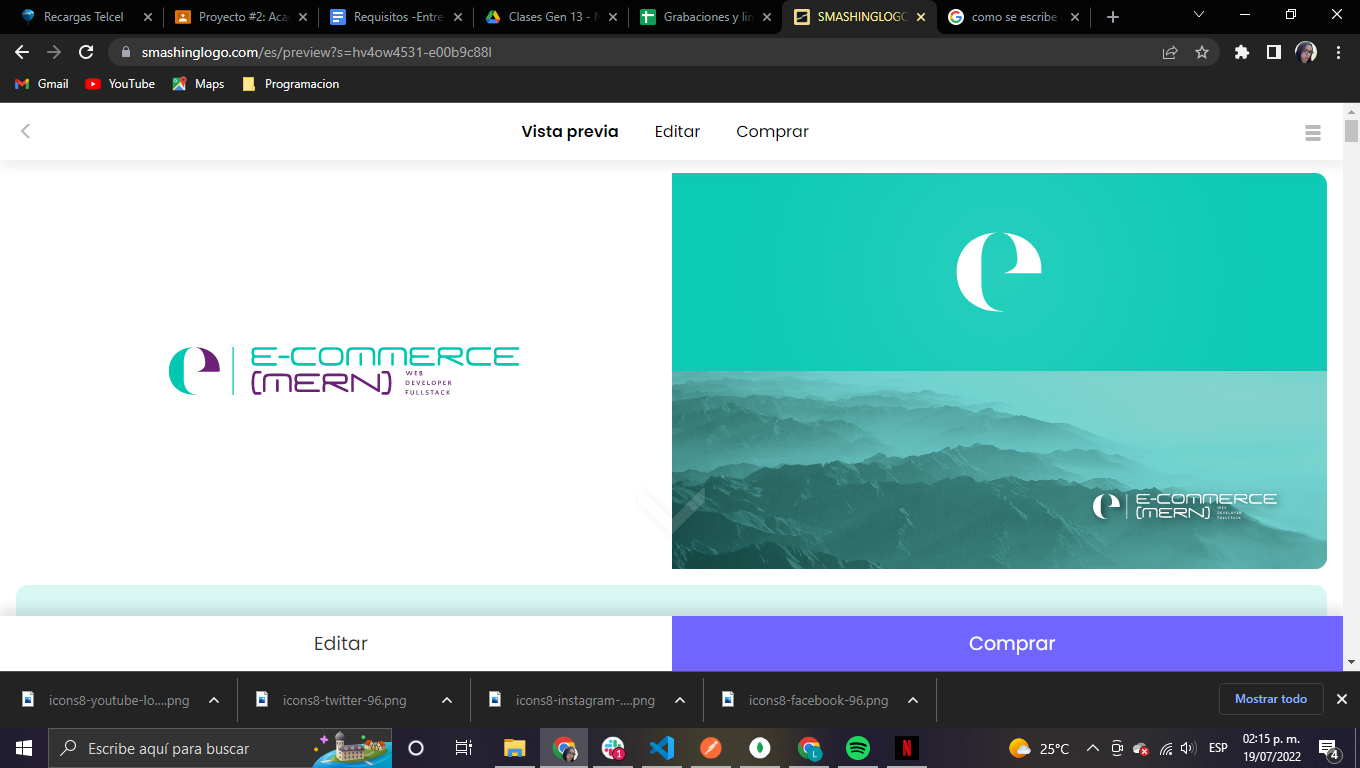 Recargas Telcel
Proyecto #2: Aca
Requisitos -Entre
Clases Gen 13 - N
Grabaciones y lin
SMASHINGLOGO
como se escribe
smashinglogo.com/es/preview?s=hv4ow4531-e00b9c88l
Gmail
YouTube
Maps
Programacion
Vista previa
Editar
Comprar
e
e
E-COMMERCE
(MERN)
WEB
DEVELOPER
FULLSTACK
e
E-COMMERCE
(MERN)
WEB
DEVELOPER
FULLSTACK
Editar
Comprar
icons8-youtube-lo....png
icons8-twitter-96.png
icons8-instagram-....png
icons8-facebook-96.png
Mostrar todo
Escribe aquí para buscar
1
L
N
25°C
ESP
02:15 p. m.
19/07/2022
4